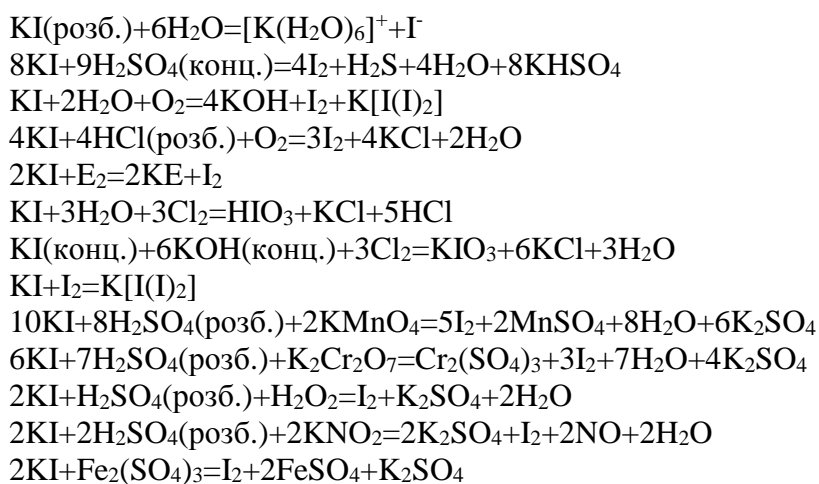 KI(розб.)+6H₂O=[K(H₂O)₆]⁺+I⁻
8KI+9H₂SO₄(конц.)=4I₂+H₂S+4H₂O+8KHSO₄
KI+2H₂O+O₂=4KOH+I₂+K[I(I)₂]
4KI+4HCl(розб.)+O₂=3I₂+4KCl+2H₂O
2KI+E₂=2KE+I₂
KI+3H₂O+3Cl₂=HIO₃+KCl+5HCl
KI(конц.)+6KOH(конц.)+3Cl₂=KIO₃+6KCl+3H₂O
KI+I₂=K[I(I)₂]
10KI+8H₂SO₄(розб.)+2KMnO₄=5I₂+2MnSO₄+8H₂O+6K₂SO₄
6KI+7H₂SO₄(розб.)+K₂Cr₂O₇=Cr₂(SO₄)₃+3I₂+7H₂O+4K₂SO₄
2KI+H₂SO₄(розб.)+H₂O₂=I₂+K₂SO₄+2H₂O
2KI+2H₂SO₄(розб.)+2KNO₂=2K₂SO₄+I₂+2NO+2H₂O
2KI+Fe₂(SO₄)₃=I₂+2FeSO₄+K₂SO₄